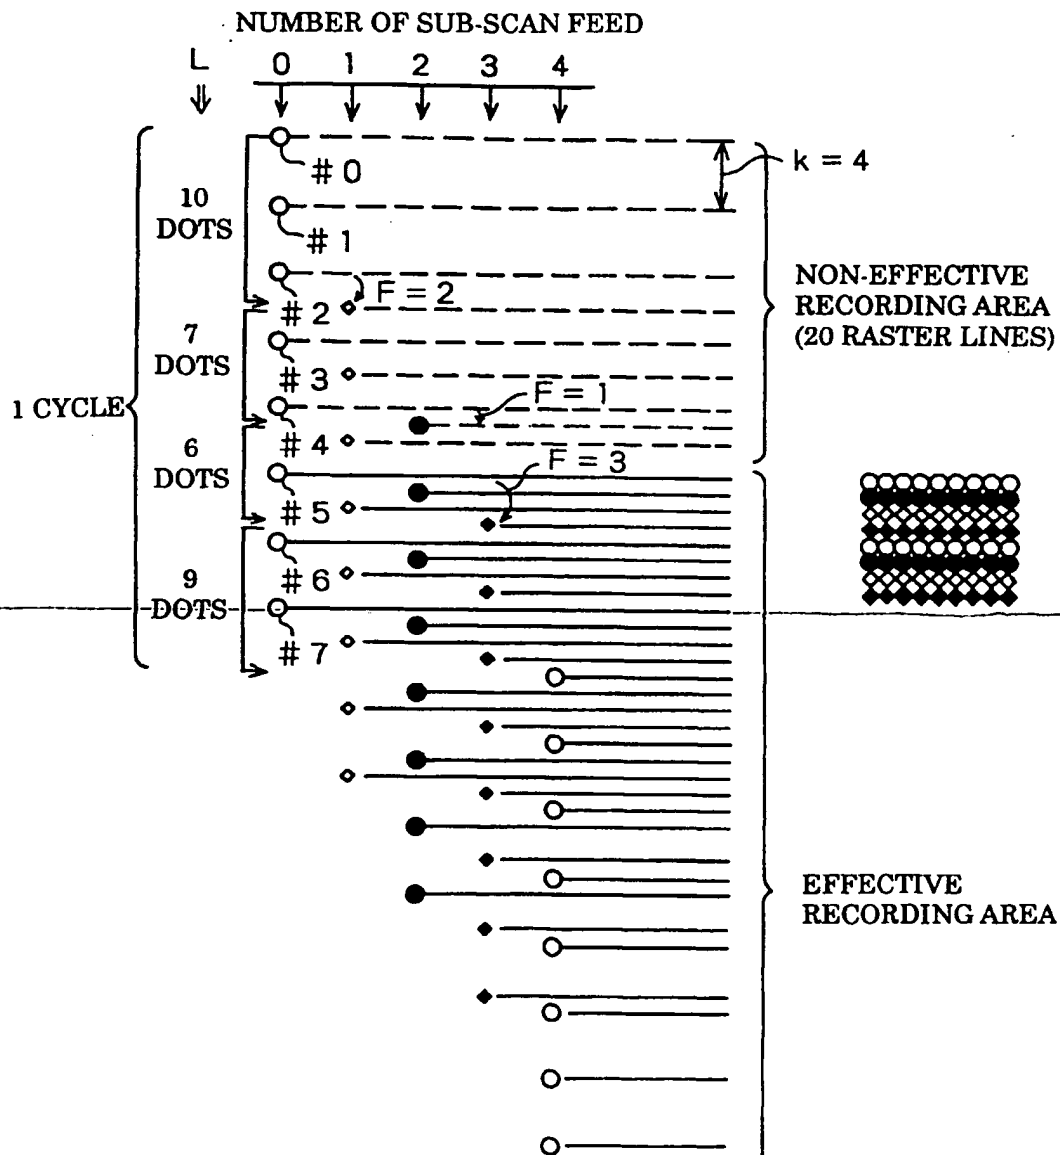 NUMBER OF SUB-SCAN FEED
L 0 1 2 3 4
⇓
# 0
k = 4
10
DOTS
# 1
NON-EFFECTIVE
RECORDING AREA
(20 RASTER LINES)
# 2
F = 2
7
DOTS
# 3
F = 1
1 CYCLE
# 4
F = 3
6
DOTS
# 5
# 6
9
DOTS
# 7
EFFECTIVE
RECORDING AREA